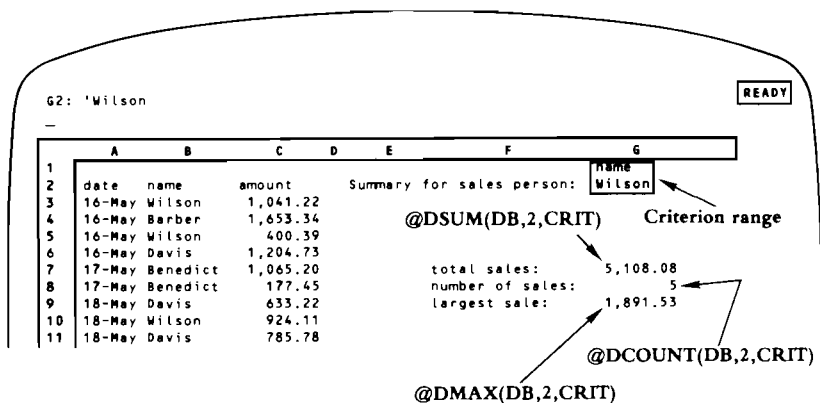 READY
G2: 'Wilson
A B C D E F G
1 name
2 date name amount Summary for sales person: Wilson
3 16-May Wilson 1,041.22
4 16-May Barber 1,653.34
@DSUM(DB,2,CRIT) Criterion range
5 16-May Wilson 400.39
6 16-May Davis 1,204.73
7 17-May Benedict 1,065.20 total sales: 5,108.08
8 17-May Benedict 177.45 number of sales: 5
9 18-May Davis 633.22 largest sale: 1,891.53
10 18-May Wilson 924.11
11 18-May Davis 785.78
@DCOUNT(DB,2,CRIT)
@DMAX(DB,2,CRIT)